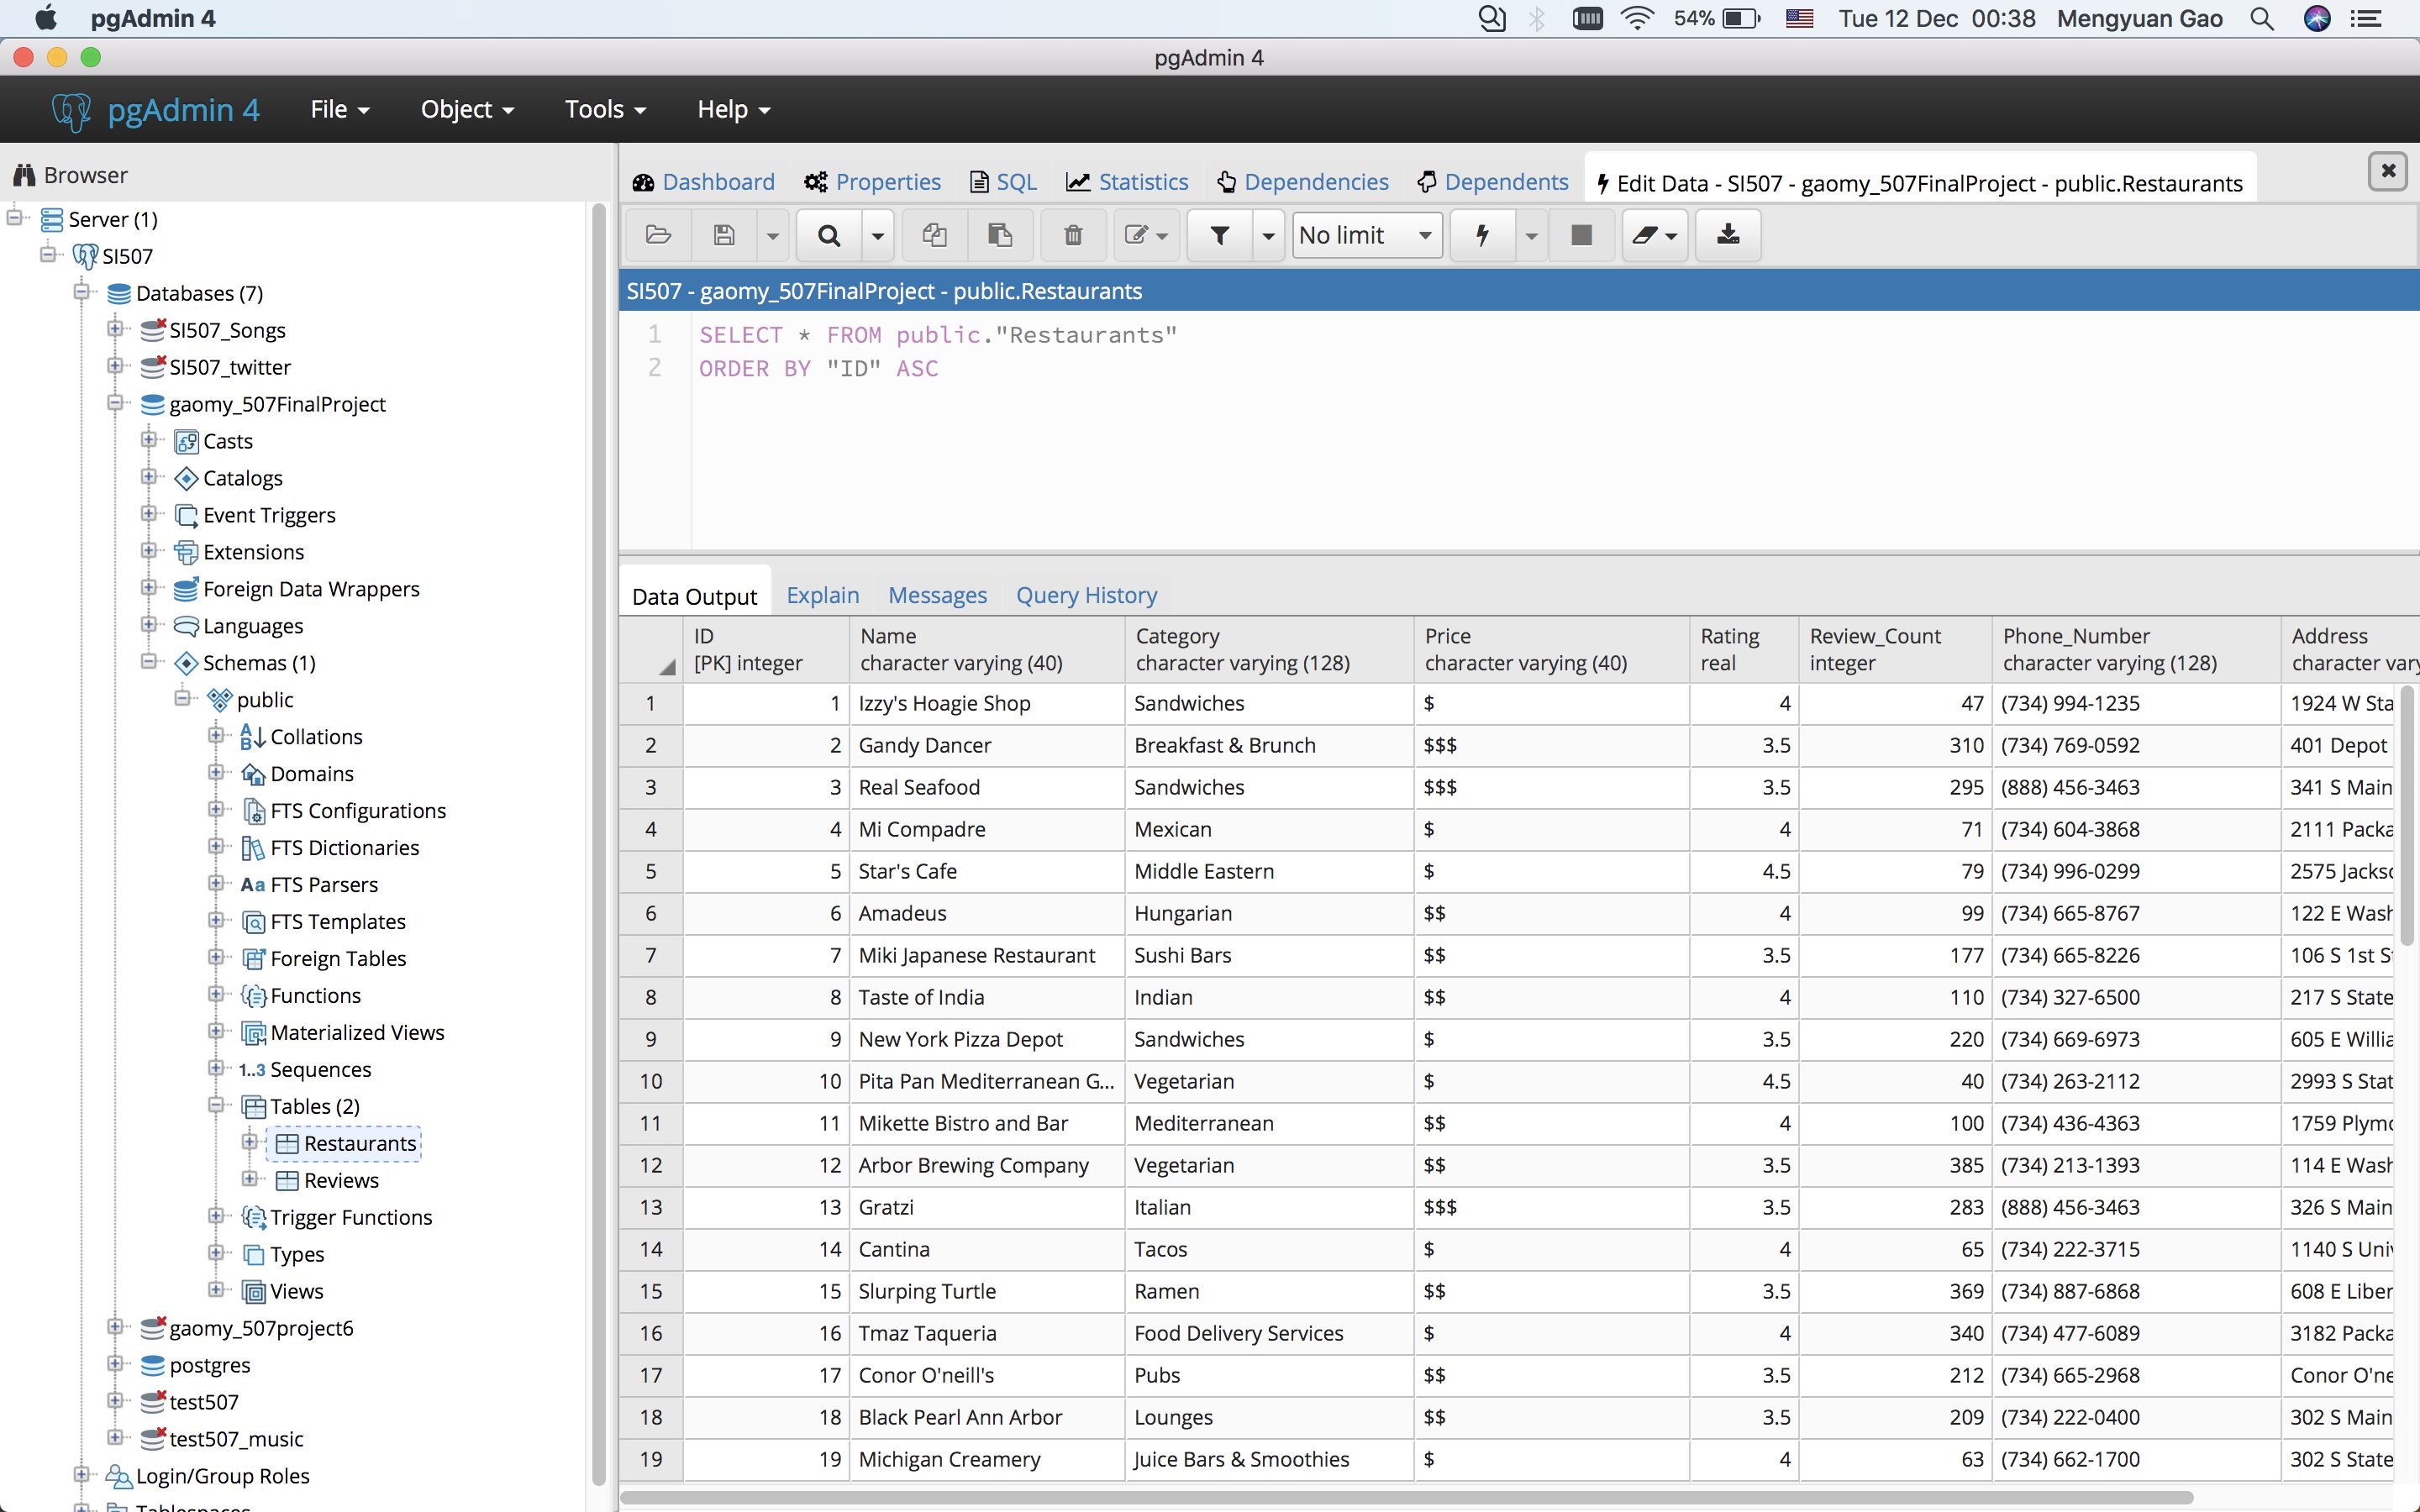 pgAdmin 4
54%
Tue 12 Dec 00:38 Mengyuan Gao
pgAdmin 4
pgAdmin 4 File Object Tools Help
Browser
Server (1)
SI507
Databases (7)
SI507_Songs
SI507_twitter
gaomy_507FinalProject
Casts
Catalogs
Event Triggers
Extensions
Foreign Data Wrappers
Languages
Schemas (1)
public
Collations
Domains
FTS Configurations
FTS Dictionaries
Aa FTS Parsers
FTS Templates
Foreign Tables
Functions
Materialized Views
1..3 Sequences
Tables (2)
Restaurants
Reviews
Trigger Functions
Types
Views
gaomy_507project6
postgres
test507
test507_music
Login/Group Roles
Tablespaces
Dashboard Properties SQL Statistics Dependencies Dependents Edit Data - SI507 - gaomy_507FinalProject - public.Restaurants
No limit
SI507 - gaomy_507FinalProject - public.Restaurants
1 SELECT * FROM public."Restaurants"
2 ORDER BY "ID" ASC
Data Output Explain Messages Query History
ID Name Category Price Rating Review_Count Phone_Number Address
[PK] integer character varying (40) character varying (128) character varying (40) real integer character varying (128) character vary
1 1 Izzy's Hoagie Shop Sandwiches $ 4 47 (734) 994-1235 1924 W Sta
2 2 Gandy Dancer Breakfast & Brunch $$$ 3.5 310 (734) 769-0592 401 Depot
3 3 Real Seafood Sandwiches $$$ 3.5 295 (888) 456-3463 341 S Main
4 4 Mi Compadre Mexican $ 4 71 (734) 604-3868 2111 Packa
5 5 Star's Cafe Middle Eastern $ 4.5 79 (734) 996-0299 2575 Jackso
6 6 Amadeus Hungarian $$ 4 99 (734) 665-8767 122 E Wash
7 7 Miki Japanese Restaurant Sushi Bars $$ 3.5 177 (734) 665-8226 106 S 1st S
8 8 Taste of India Indian $$ 4 110 (734) 327-6500 217 S State
9 9 New York Pizza Depot Sandwiches $ 3.5 220 (734) 669-6973 605 E Willia
10 10 Pita Pan Mediterranean G... Vegetarian $ 4.5 40 (734) 263-2112 2993 S Stat
11 11 Mikette Bistro and Bar Mediterranean $$ 4 100 (734) 436-4363 1759 Plymo
12 12 Arbor Brewing Company Vegetarian $$ 3.5 385 (734) 213-1393 114 E Wash
13 13 Gratzi Italian $$$ 3.5 283 (888) 456-3463 326 S Main
14 14 Cantina Tacos $ 4 65 (734) 222-3715 1140 S Univ
15 15 Slurping Turtle Ramen $$ 3.5 369 (734) 887-6868 608 E Liber
16 16 Tmaz Taqueria Food Delivery Services $ 4 340 (734) 477-6089 3182 Packa
17 17 Conor O'neill's Pubs $$ 3.5 212 (734) 665-2968 Conor O'ne
18 18 Black Pearl Ann Arbor Lounges $$ 3.5 209 (734) 222-0400 302 S Main
19 19 Michigan Creamery Juice Bars & Smoothies $ 4 63 (734) 662-1700 302 S State